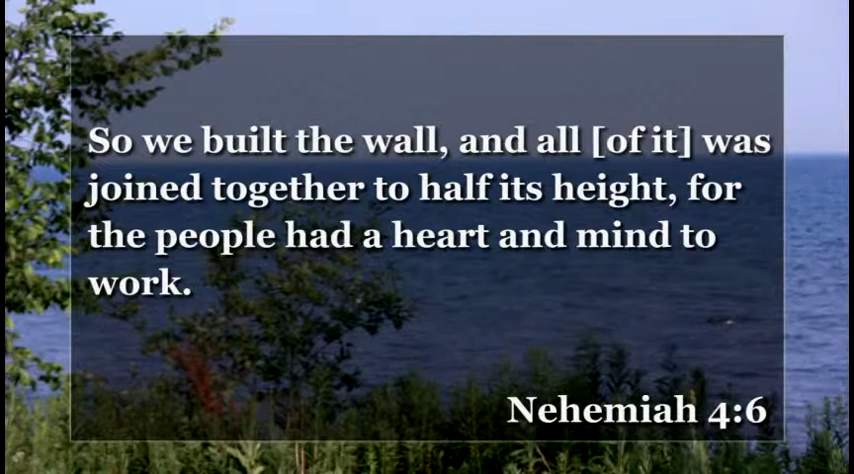 So we built the wall, and all [of it] was
joined together to half its height, for
the people had a heart and mind to
work.
Nehemiah 4:6